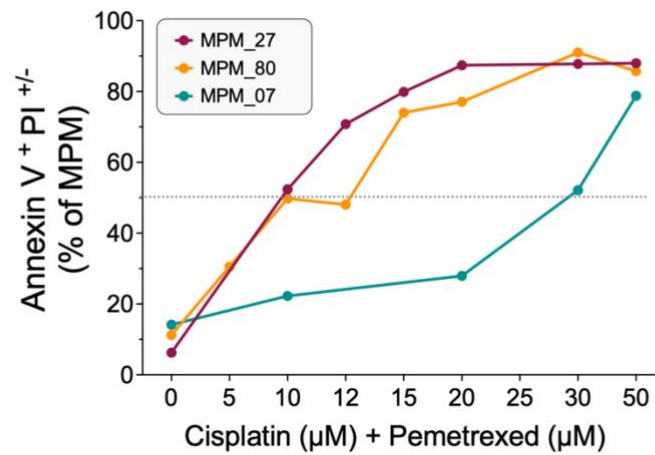 100
80
60
40
20
0
Annexin V + PI +/-
(% of MPM)
MPM_27
MPM_80
MPM_07
0 5 10 12 15 20 25 30 50
Cisplatin (µM) + Pemetrexed (µM)